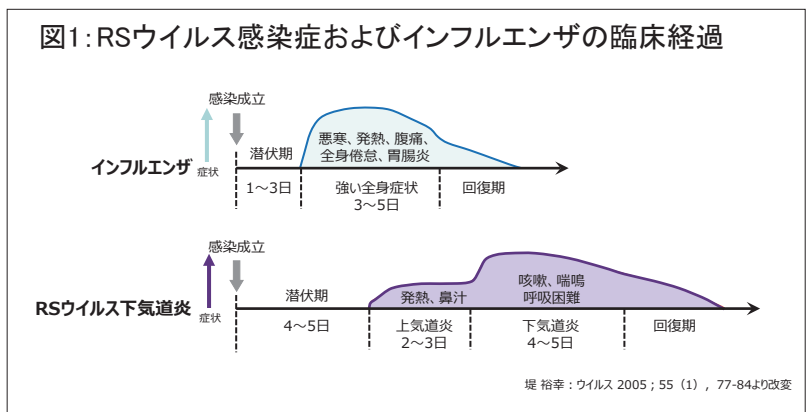 図1：RSウイルス感染症およびインフルエンザの臨床経過
感染成立
インフルエンザ
症状
潜伏期
悪寒、発熱、腹痛、
全身倦怠、胃腸炎
1～3日
強い全身症状
3～5日
回復期
感染成立
RSウイルス下気道炎
症状
潜伏期
発熱、鼻汁
咳嗽、喘鳴
呼吸困難
4～5日
上気道炎
2～3日
下気道炎
4～5日
回復期
堤 裕幸：ウイルス 2005；55（1）, 77-84より改変